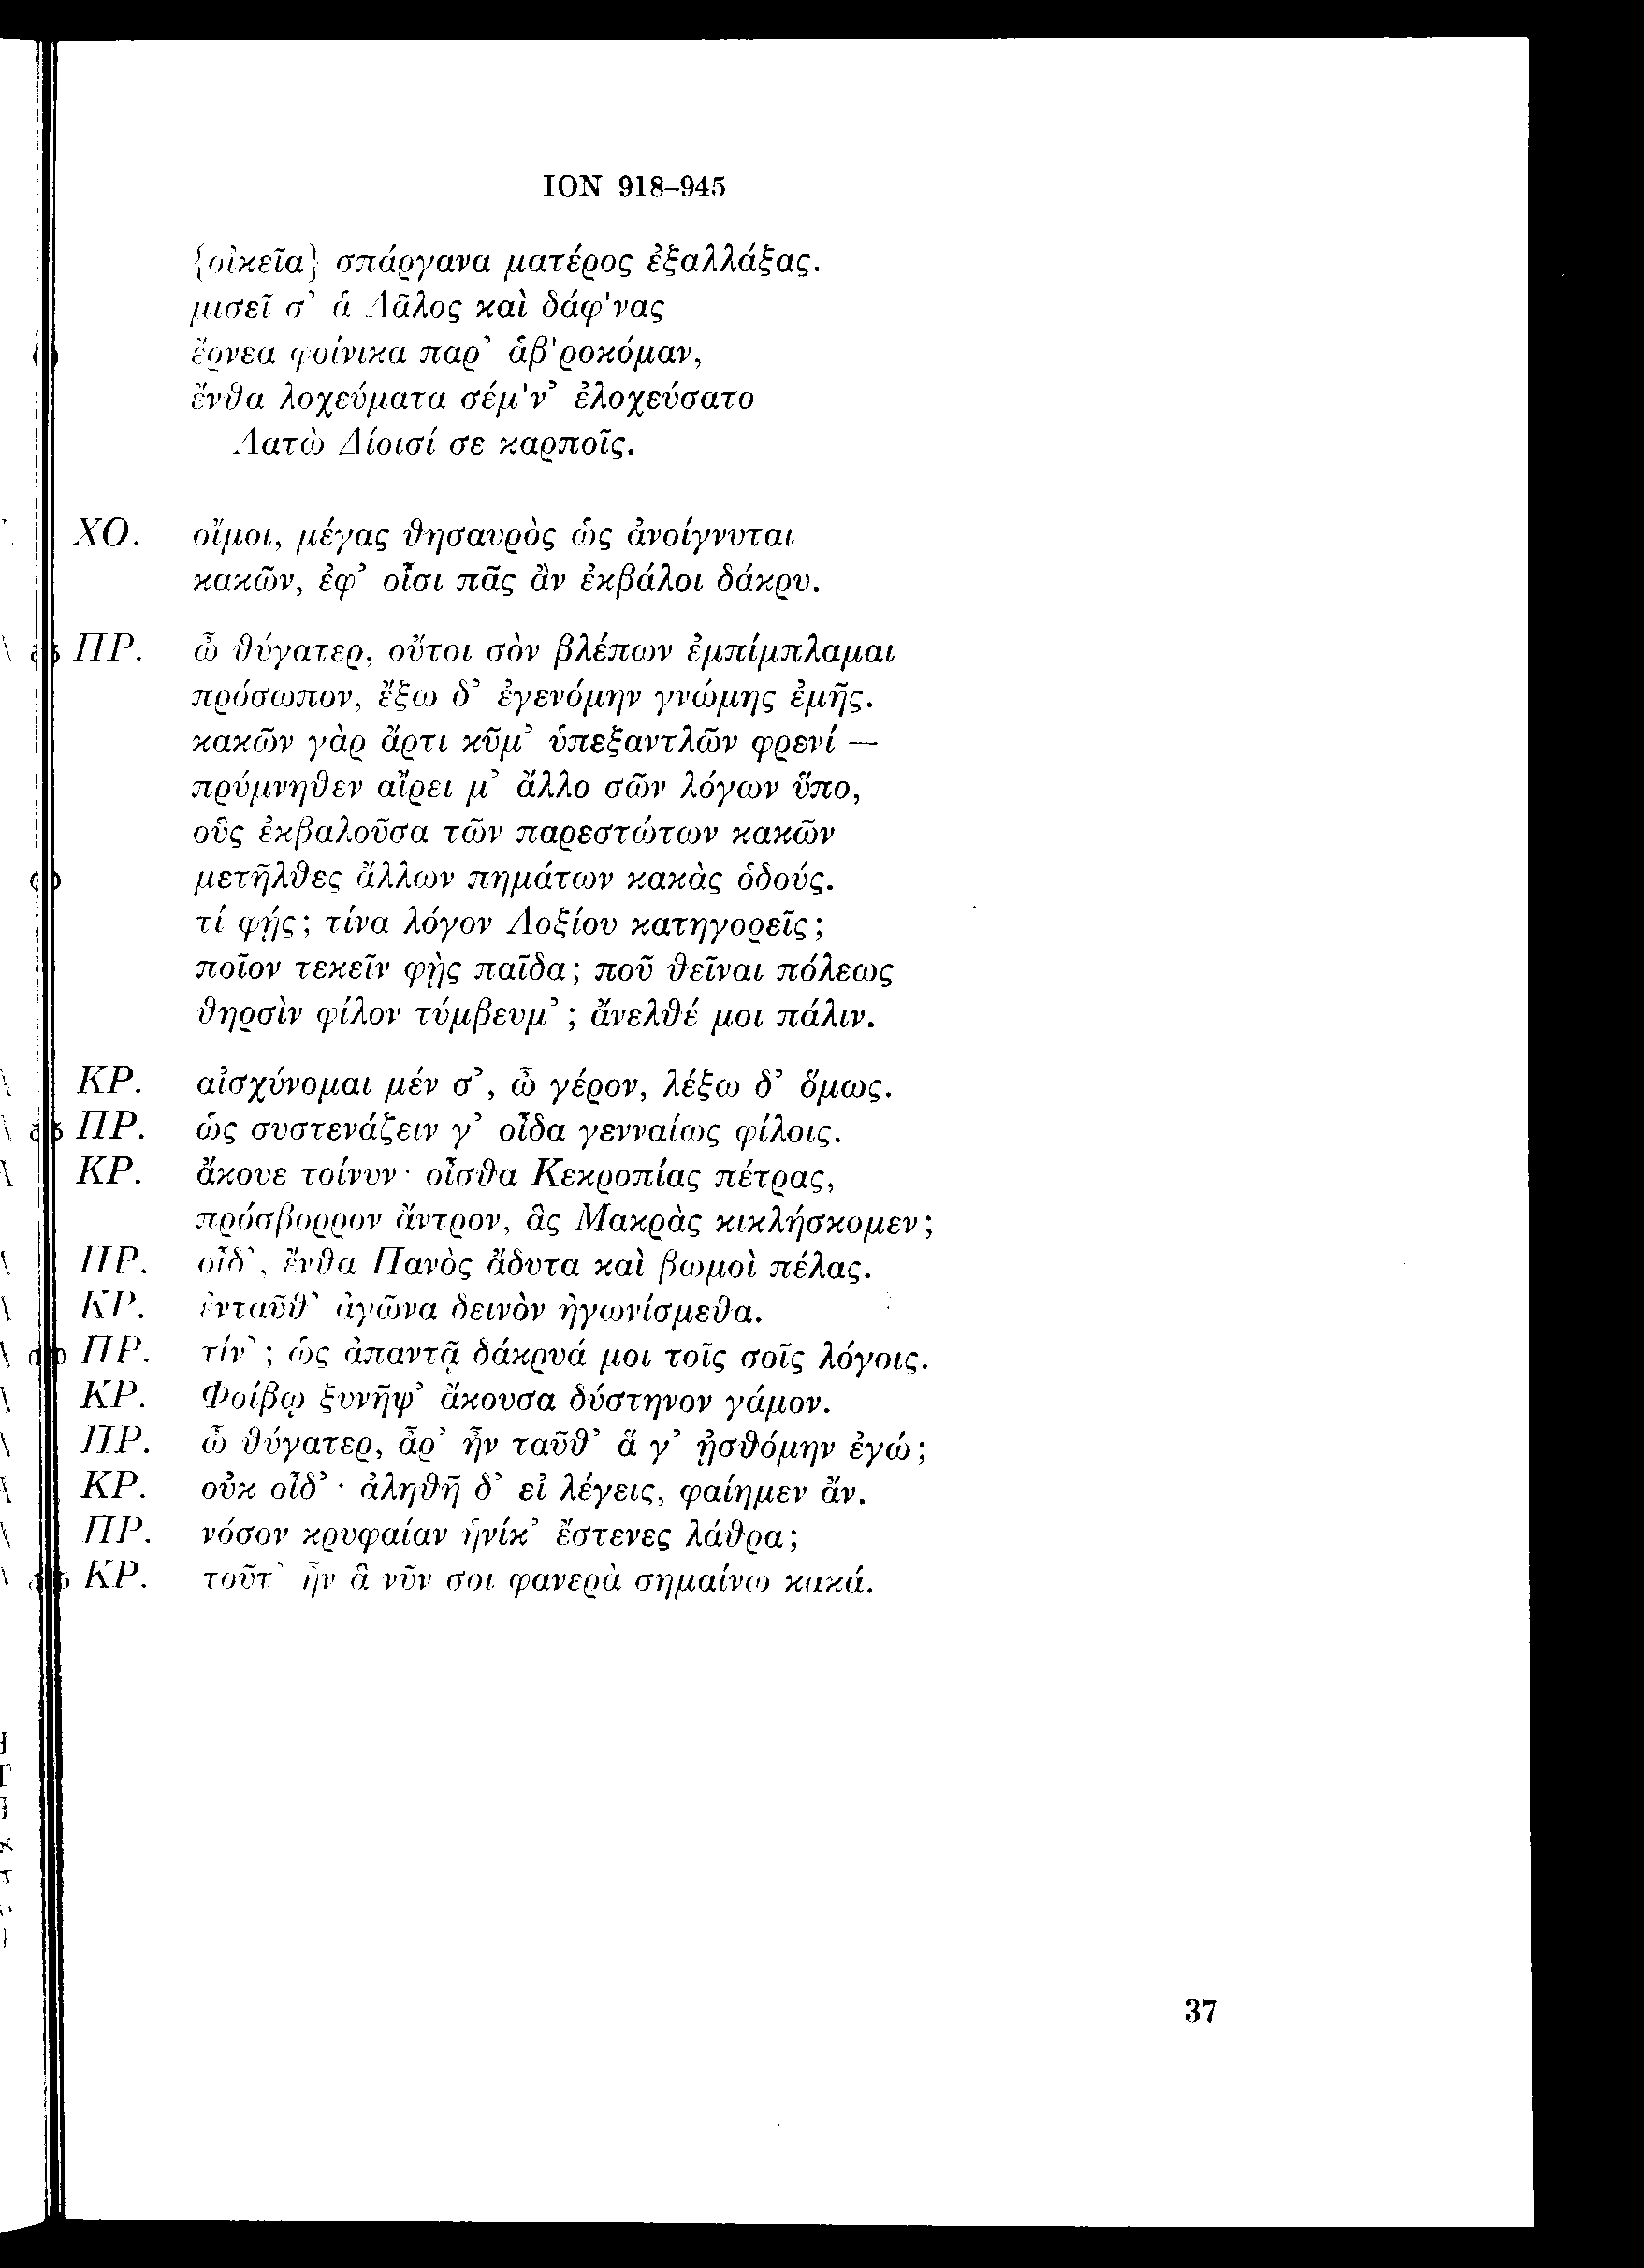 ION 918–945
{οἰκεῖα} σπάργανα ματέρος ἐξαλλάξας.
μισεῖ σ’ ἁ Δᾶλος καὶ δάφ'νας
ἔρνεα φοίνικα παρ’ ἁβ'ροκόμαν,
ἔνθα λοχεύματα σέμ'ν’ ἐλοχεύσατο
Λατὼ Δίοισί σε καρποῖς.
ΧΟ. οἴμοι, μέγας θησαυρὸς ὡς ἀνοίγνυται
κακῶν, ἐφ’ οἷσι πᾶς ἂν ἐκβάλοι δάκρυ.
ΠΡ. ὦ θύγατερ, οὔτοι σὸν βλέπων ἐμπίμπλαμαι
πρόσωπον, ἔξω δ’ ἐγενόμην γνώμης ἐμῆς.
κακῶν γὰρ ἄρτι κῦμ’ ὑπεξαντλῶν φρενί —
πρύμνηθεν αἴρει μ’ ἄλλο σῶν λόγων ὕπο,
οὓς ἐκβαλοῦσα τῶν παρεστώτων κακῶν
μετῆλθες ἄλλων πημάτων κακὰς ὁδούς.
τί φῄς; τίνα λόγον Λοξίου κατηγορεῖς;
ποῖον τεκεῖν φῂς παῖδα; ποῦ θεῖναι πόλεως
θηρσὶν φίλον τύμβευμ’; ἄνελθέ μοι πάλιν.
ΚΡ. αἰσχύνομαι μέν σ’, ὦ γέρον, λέξω δ’ ὅμως.
ΠΡ. ὡς συστενάζειν γ’ οἶδα γενναίως φίλοις.
ΚΡ. ἄκουε τοίνυν· οἶσθα Κεκροπίας πέτρας,
πρόσβορρον ἄντρον, ἃς Μακρὰς κικλήσκομεν;
ΠΡ. οἶδ’, ἔνθα Πανὸς ἄδυτα καὶ βωμοὶ πέλας.
ΚΡ. ἐνταῦθ’ ἀγῶνα δεινὸν ἠγωνίσμεθα.
ΠΡ. τίν’; ὡς ἀπαντᾷ δάκρυά μοι τοῖς σοῖς λόγοις.
ΚΡ. Φοίβῳ ξυνῆψ’ ἄκουσα δύστηνον γάμον.
ΠΡ. ὦ θύγατερ, ἆρ’ ἦν ταῦθ’ ἅ γ’ ᾐσθόμην ἐγώ;
ΚΡ. οὐκ οἶδ’· ἀληθῆ δ’ εἰ λέγεις, φαίημεν ἄν.
ΠΡ. νόσον κρυφαίαν ἡνίκ’ ἔστενες λάθρα;
ΚΡ. τοῦτ’ ἦν ἃ νῦν σοι φανερὰ σημαίνω κακά.
37